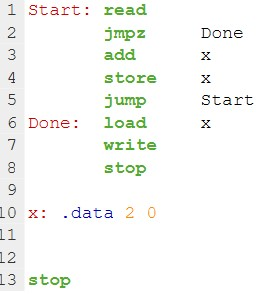 1 Start: read
2 jmpz Done
3 add x
4 store x
5 jump Start
6 Done: load x
7 write
8 stop
9
10 x: .data 2 0
11
12
13 stop